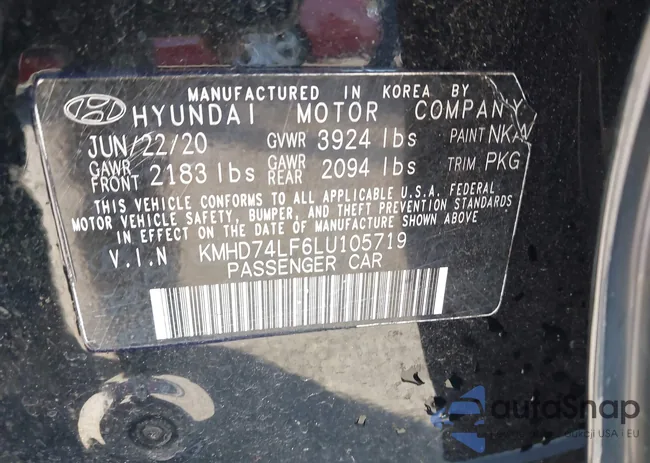 MANUFACTURED IN KOREA BY
HYUNDAI MOTOR COMPANY
JUN/22/20 GVWR 3924 lbs PAINT NKA
GAWR FRONT 2183 lbs GAWR REAR 2094 lbs TRIM PKG
THIS VEHICLE CONFORMS TO ALL APPLICABLE U.S.A. FEDERAL
MOTOR VEHICLE SAFETY, BUMPER, AND THEFT PREVENTION STANDARDS
IN EFFECT ON THE DATE OF MANUFACTURE SHOWN ABOVE.
V.I.N KMHD74LF6LU105719
PASSENGER CAR
autoSnap
USA i EU